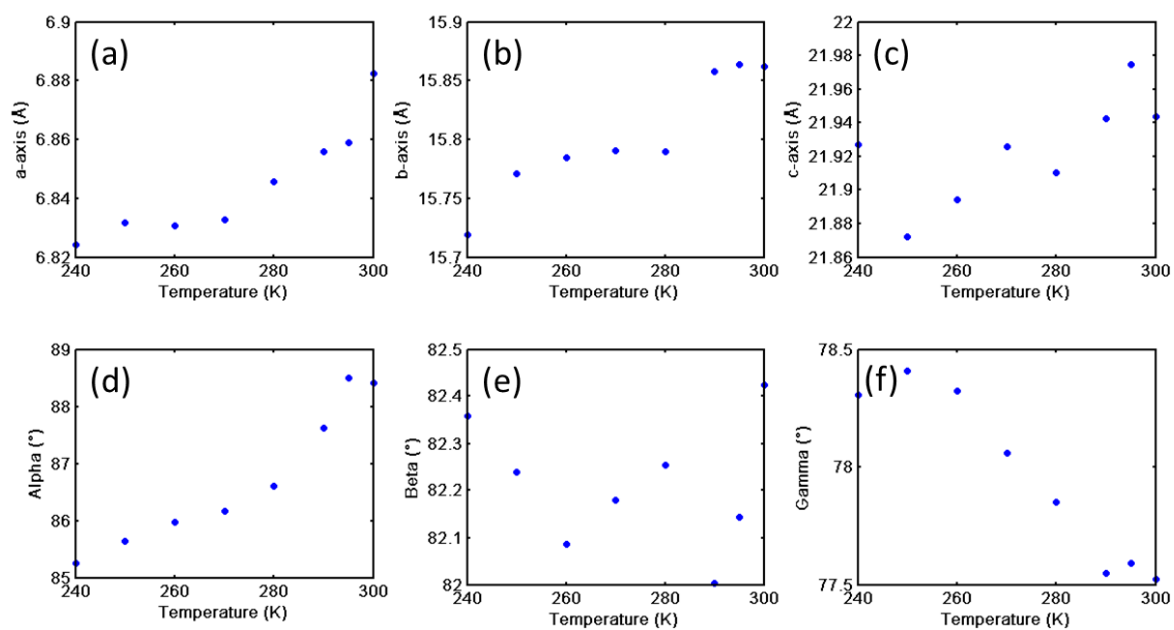 (a)
6.9
6.88
6.86
6.84
6.82
a-axis (Å)
240 260 280 300
Temperature (K)
(b)
15.9
15.85
15.8
15.75
15.7
b-axis (Å)
240 260 280 300
Temperature (K)
(c)
22
21.98
21.96
21.94
21.92
21.9
21.88
21.86
c-axis (Å)
240 260 280 300
Temperature (K)
(d)
89
88
87
86
85
Alpha (°)
240 260 280 300
Temperature (K)
(e)
82.5
82.4
82.3
82.2
82.1
82
Beta (°)
240 260 280 300
Temperature (K)
(f)
78.5
78
77.5
Gamma (°)
240 260 280 300
Temperature (K)